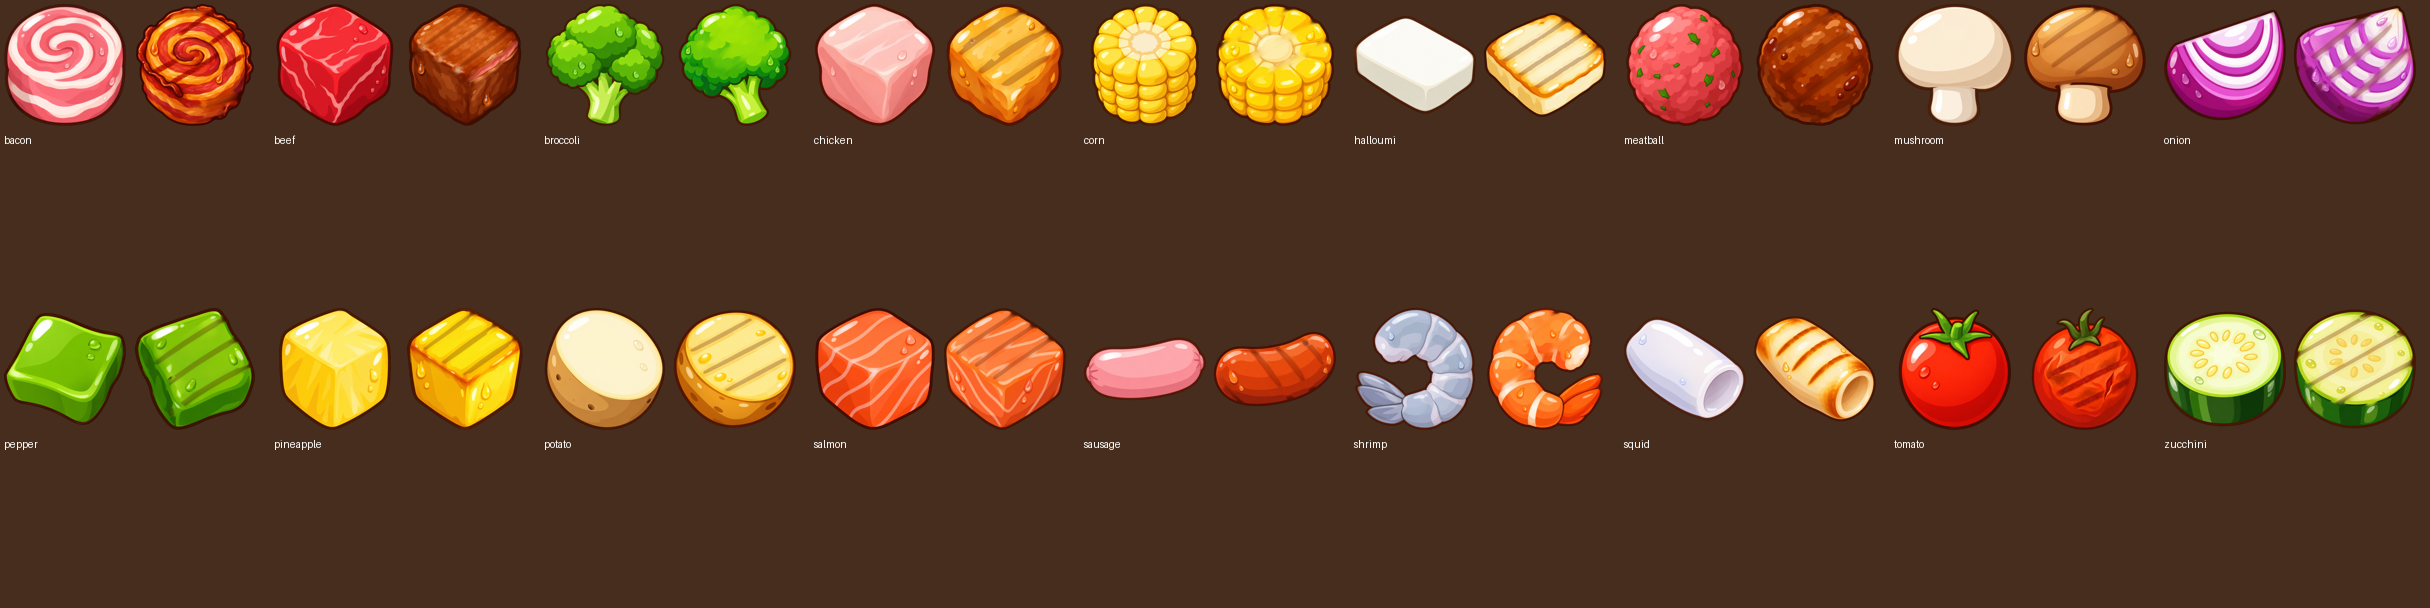 bacon
beef
broccoli
chicken
corn
halloumi
meatball
mushroom
onion
pepper
pineapple
potato
salmon
sausage
shrimp
squid
tomato
zucchini